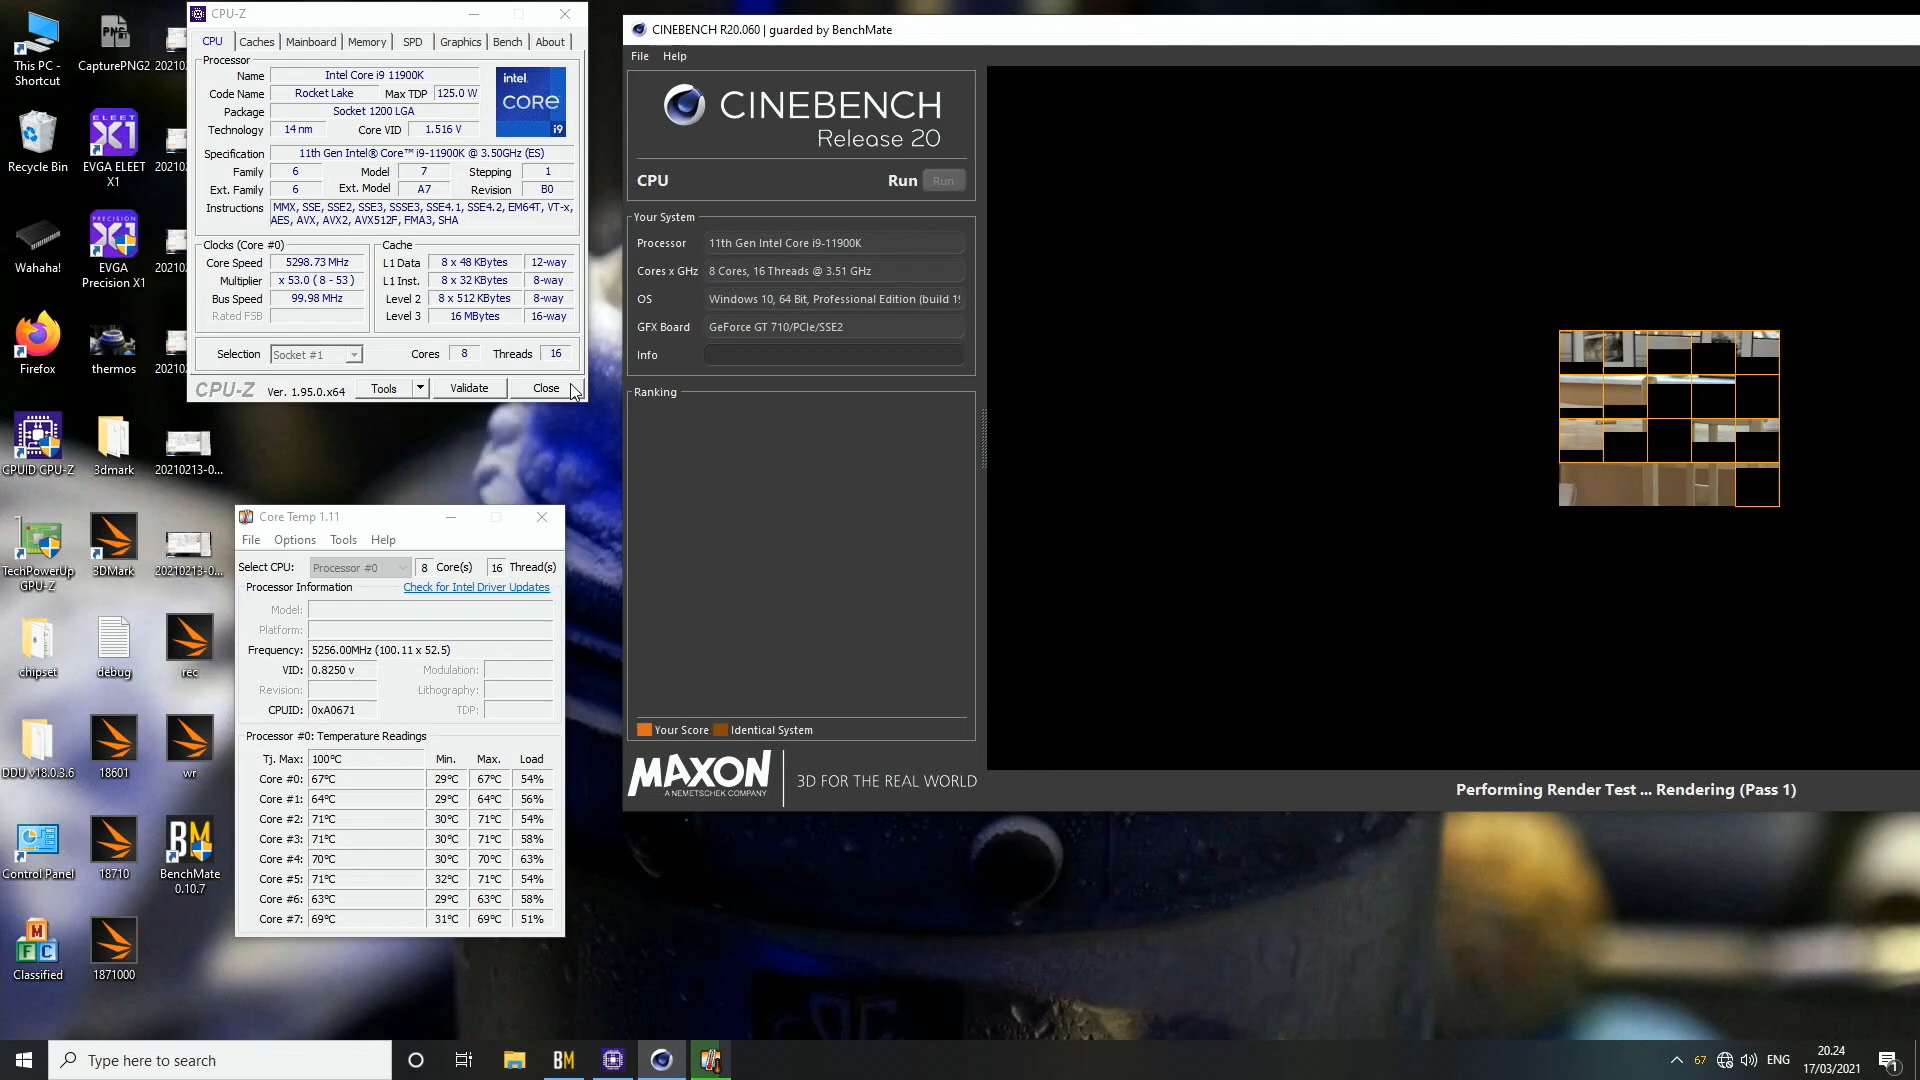 This PC - Shortcut
CapturePNG2
Recycle Bin
EVGA ELEET X1
Wahaha!
EVGA Precision X1
Firefox
thermos
CPUID CPU-Z
3dmark
20210213-0...
TechPowerUp GPU-Z
3DMark
20210213-0...
chipset
debug
rec
DDU v18.0.3.6
18601
wr
Control Panel
18710
BenchMate 0.10.7
Classified
1871000
CPU-Z
CPU Caches Mainboard Memory SPD Graphics Bench About
Processor
Name Intel Core i9 11900K
Code Name Rocket Lake Max TDP 125.0 W
Package Socket 1200 LGA
Technology 14 nm Core VID 1.516 V
intel. CORE i9
Specification 11th Gen Intel® Core™ i9-11900K @ 3.50GHz (ES)
Family 6 Model 7 Stepping 1
Ext. Family 6 Ext. Model A7 Revision B0
Instructions MMX, SSE, SSE2, SSE3, SSSE3, SSE4.1, SSE4.2, EM64T, VT-x,
AES, AVX, AVX2, AVX512F, FMA3, SHA
Clocks (Core #0)
Core Speed 5298.73 MHz
Multiplier x 53.0 ( 8 - 53 )
Bus Speed 99.98 MHz
Rated FSB
Cache
L1 Data 8 x 48 KBytes 12-way
L1 Inst. 8 x 32 KBytes 8-way
Level 2 8 x 512 KBytes 8-way
Level 3 16 MBytes 16-way
Selection Socket #1 Cores 8 Threads 16
CPU-Z Ver. 1.95.0.x64 Tools Validate Close
Core Temp 1.11
File Options Tools Help
Select CPU: Processor #0 8 Core(s) 16 Thread(s)
Processor Information Check for Intel Driver Updates
Model:
Platform:
Frequency: 5256.00MHz (100.11 x 52.5)
VID: 0.8250 v Modulation:
Revision: Lithography:
CPUID: 0xA0671 TDP:
Processor #0: Temperature Readings
Tj. Max: 100°C Min. Max. Load
Core #0: 67°C 29°C 67°C 54%
Core #1: 64°C 29°C 64°C 56%
Core #2: 71°C 30°C 71°C 54%
Core #3: 71°C 30°C 71°C 58%
Core #4: 70°C 30°C 70°C 63%
Core #5: 71°C 32°C 71°C 54%
Core #6: 63°C 29°C 63°C 58%
Core #7: 69°C 31°C 69°C 51%
CINEBENCH R20.060 | guarded by BenchMate
File Help
CINEBENCH
Release 20
CPU Run Run
Your System
Processor 11th Gen Intel Core i9-11900K
Cores x GHz 8 Cores, 16 Threads @ 3.51 GHz
OS Windows 10, 64 Bit, Professional Edition (build 1
GFX Board GeForce GT 710/PCIe/SSE2
Info
Ranking
Your Score Identical System
MAXON
A NEMETSCHEK COMPANY
3D FOR THE REAL WORLD
Performing Render Test ... Rendering (Pass 1)
Type here to search
BM
67 ENG
20.24
17/03/2021
1